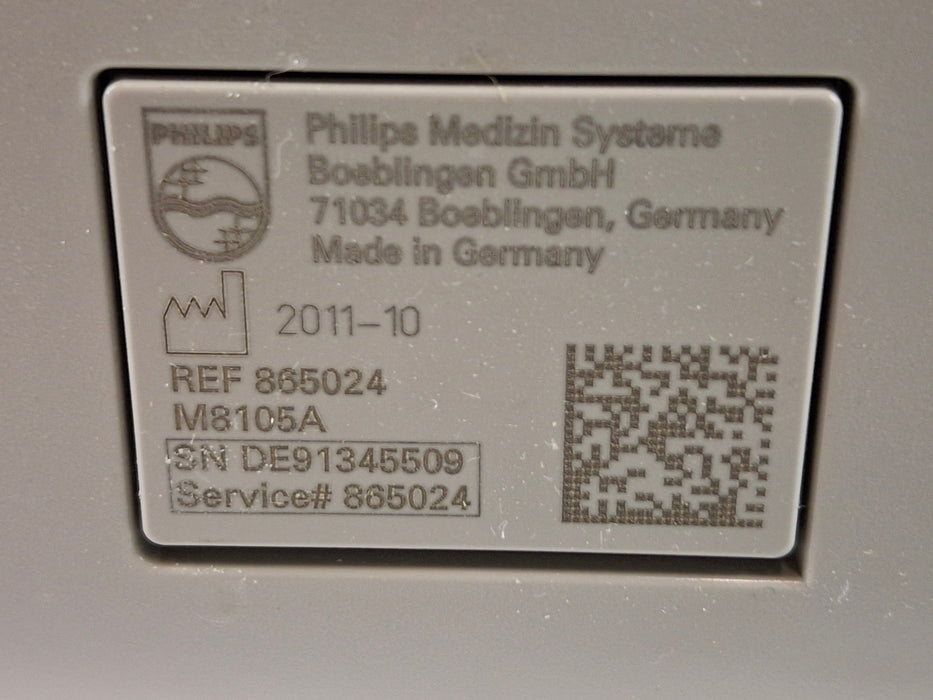 PHILIPS
Philips Medizin Systeme
Boeblingen GmbH
71034 Boeblingen, Germany
Made in Germany
2011-10
REF 865024
M8105A
SN DE91345509
Service# 865024